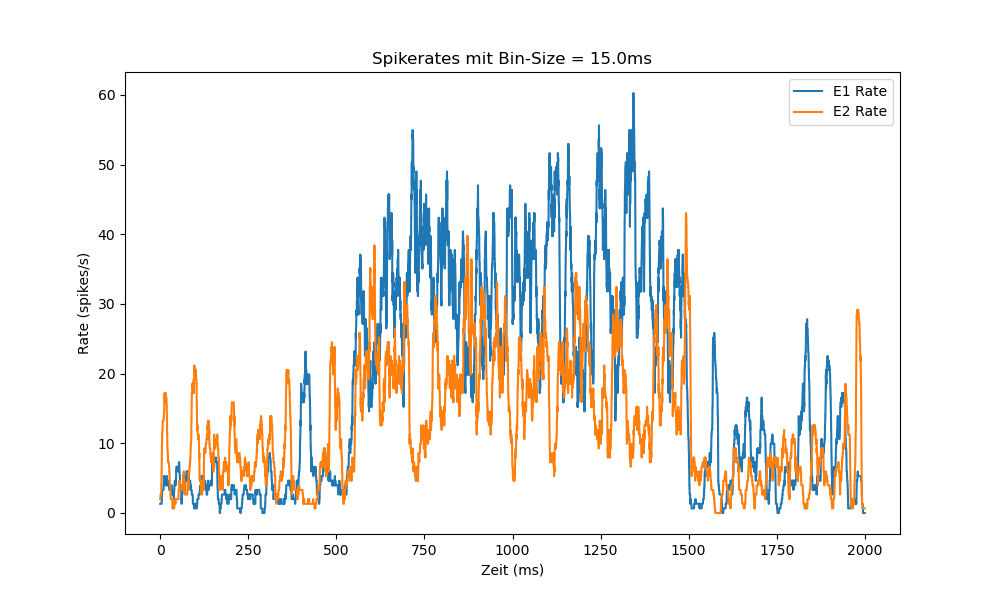 Spikerates mit Bin-Size = 15.0ms
E1 Rate
E2 Rate
Rate (spikes/s)
60
50
40
30
20
10
0
0 250 500 750 1000 1250 1500 1750 2000
Zeit (ms)